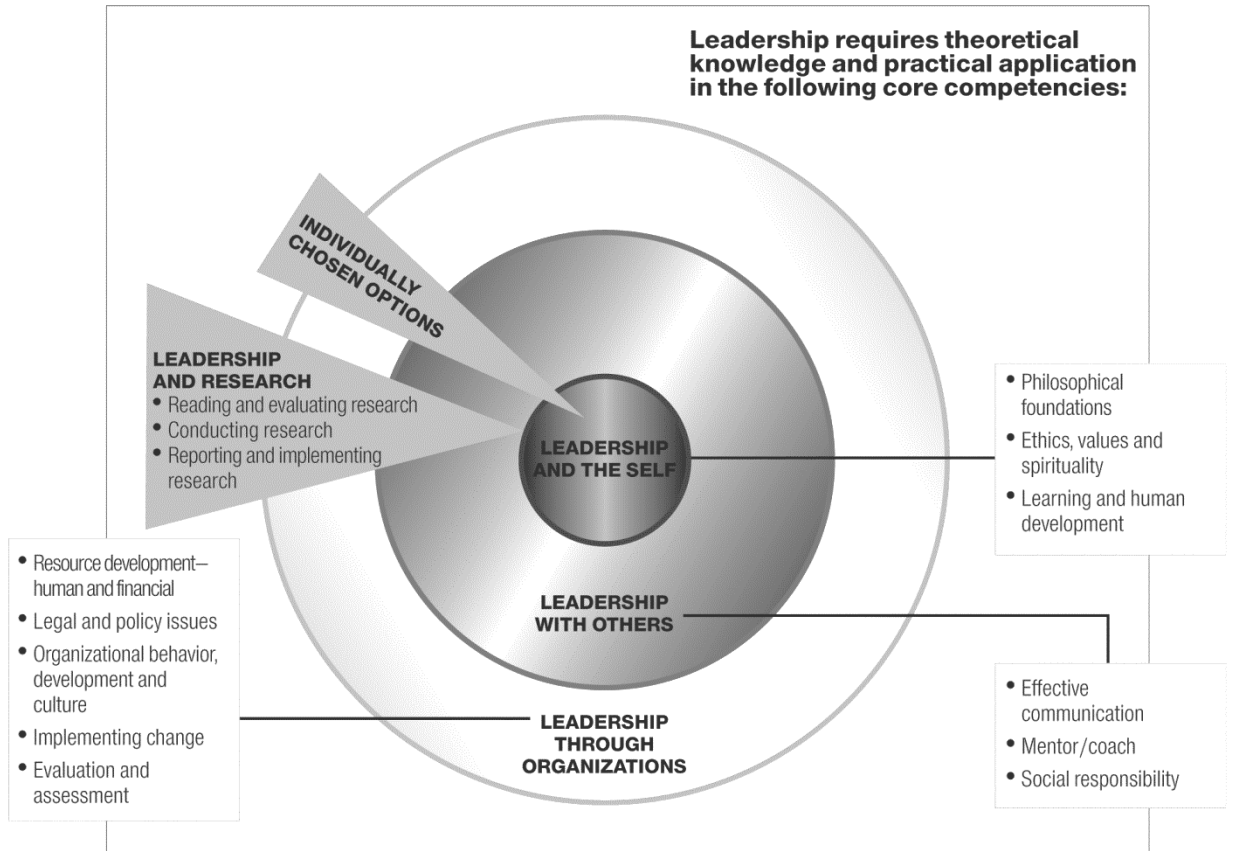 Leadership requires theoretical
knowledge and practical application
in the following core competencies:
INDIVIDUALLY
CHOSEN OPTIONS
LEADERSHIP
AND RESEARCH
• Reading and evaluating research
• Conducting research
• Reporting and implementing
research
LEADERSHIP
AND THE SELF
• Philosophical
foundations
• Ethics, values and
spirituality
• Learning and human
development
LEADERSHIP
WITH OTHERS
• Effective
communication
• Mentor/coach
• Social responsibility
LEADERSHIP
THROUGH
ORGANIZATIONS
• Resource development–
human and financial
• Legal and policy issues
• Organizational behavior,
development and
culture
• Implementing change
• Evaluation and
assessment